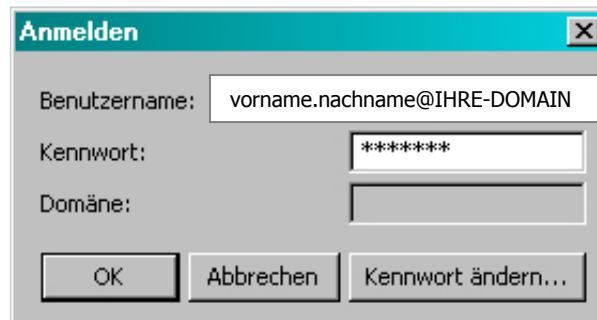 Anmelden
Benutzername: vorname.nachname@IHRE-DOMAIN
Kennwort: *******
Domäne:
OK Abbrechen Kennwort ändern...